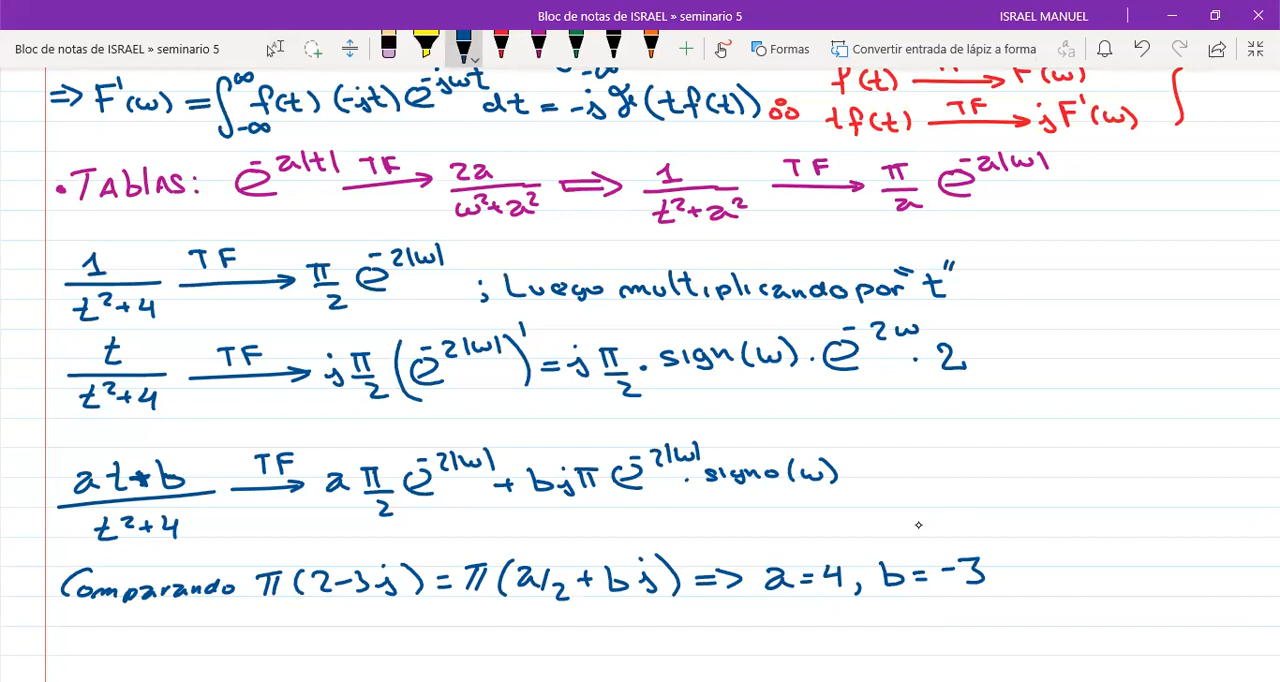 Bloc de notas de ISRAEL » seminario 5 ISRAEL MANUEL
Bloc de notas de ISRAEL » seminario 5 Formas Convertir entrada de lápiz a forma
=> F'(ω) = ∫_{-∞}^{∞} f(t) (-jt) e^{-jωt} dt = -j F(t f(t)) ∴ f(t) → F(ω)
t f(t) —TF→ j F'(ω)
• TABlAS: e^{-a|t|} —TF→ 2a/(ω²+a²) => 1/(t²+a²) —TF→ π/a e^{-a|ω|}
1/(t²+4) —TF→ π/2 e^{-2|ω|} ; Luego multiplicando por "t"
t/(t²+4) —TF→ j π/2 (e^{-2|ω|})' = j π/2 · sign(ω) · e^{-2ω} · 2
at+b/(t²+4) —TF→ a π/2 e^{-2|ω|} + bjπ e^{-2|ω|} · signo(ω)
Comparando π(2-3j) = π(a/2 + bj) => a=4, b=-3